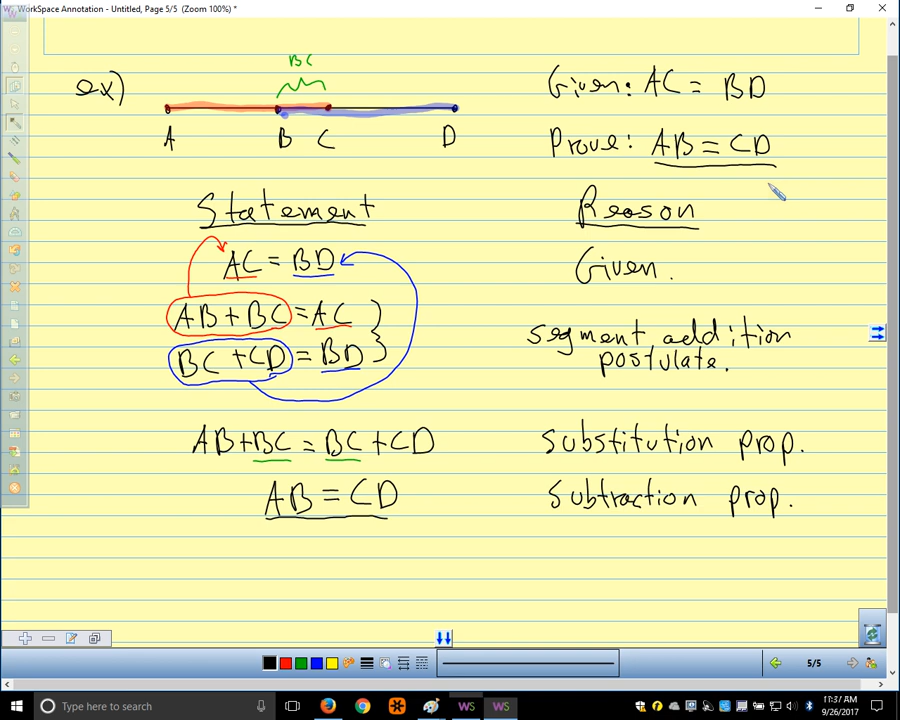 WorkSpace Annotation - Untitled, Page 5/5 (Zoom 100%) *
ex)
BC
A B C D
Given: AC = BD
Prove: AB = CD
Statement Reason
AC = BD Given.
AB + BC = AC
BC + CD = BD
segment addition
postulate.
AB + BC = BC + CD substitution prop.
AB = CD subtraction prop.
5/5
Type here to search
WS WS
11:37 AM
9/26/2017